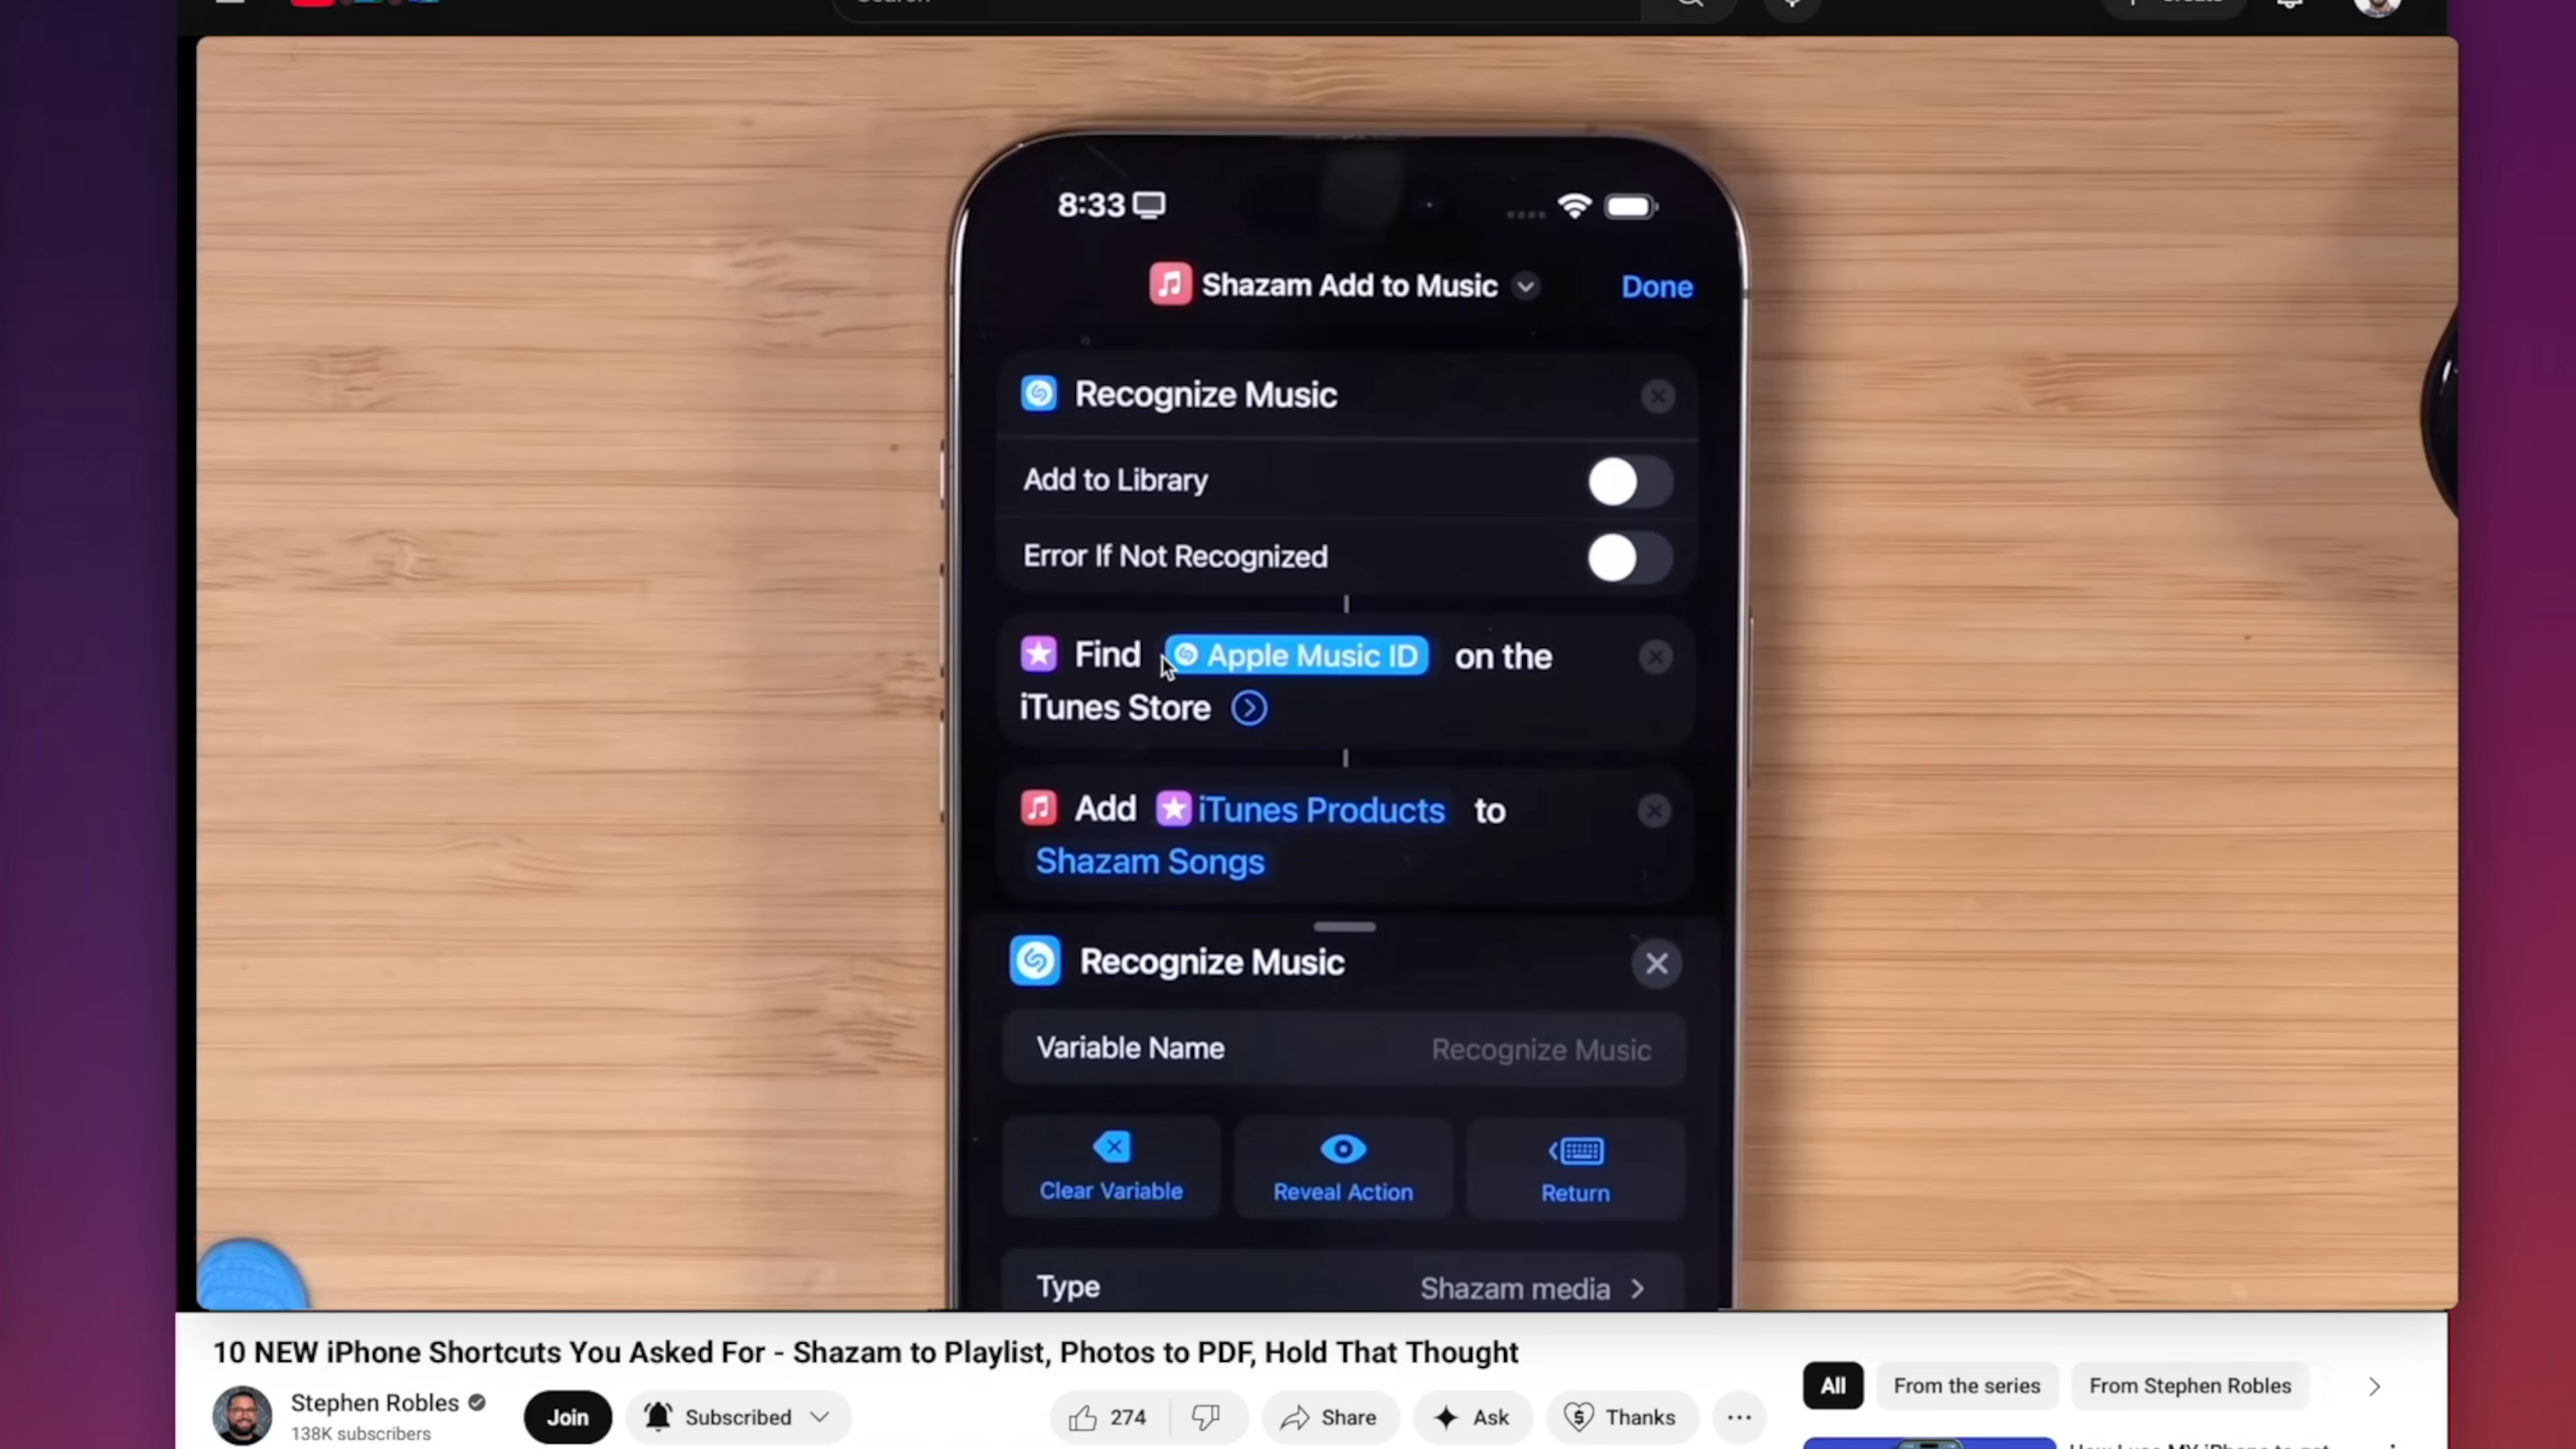 8:33
Shazam Add to Music
Done
Recognize Music
Add to Library
Error If Not Recognized
Find Apple Music ID on the
iTunes Store
Add iTunes Products to
Shazam Songs
Recognize Music
Variable Name Recognize Music
Clear Variable Reveal Action Return
Type Shazam media
10 NEW iPhone Shortcuts You Asked For - Shazam to Playlist, Photos to PDF, Hold That Thought
Stephen Robles
138K subscribers
Join
Subscribed
274
Share
Ask
Thanks
All
From the series
From Stephen Robles